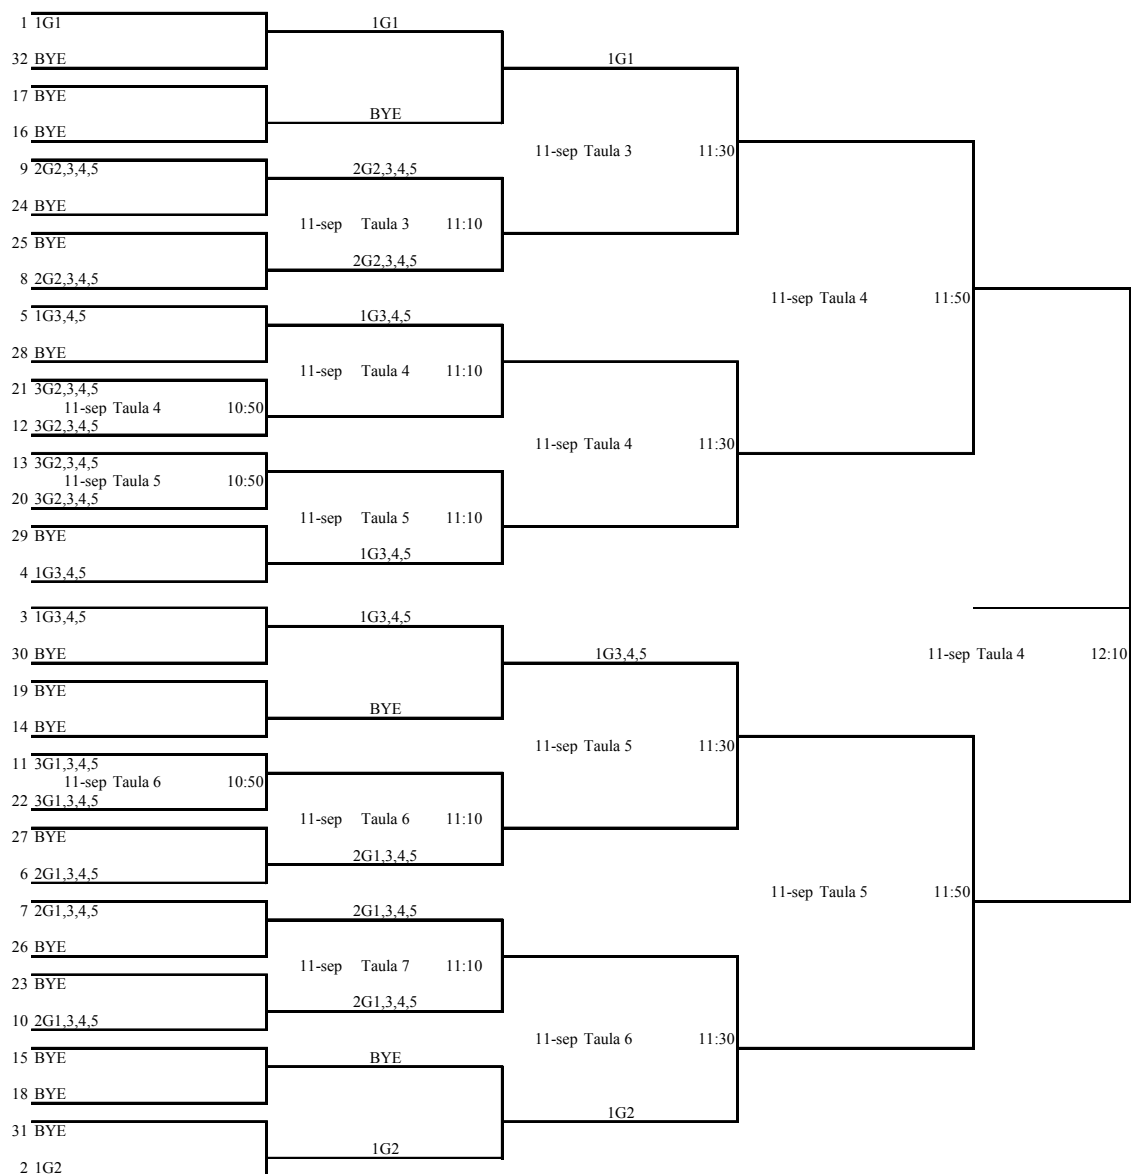 1 1G1
1G1
32 BYE
1G1
17 BYE
BYE
16 BYE
11-sep Taula 3 11:30
9 2G2,3,4,5
2G2,3,4,5
24 BYE
11-sep Taula 3 11:10
25 BYE
2G2,3,4,5
8 2G2,3,4,5
11-sep Taula 4 11:50
5 1G3,4,5
1G3,4,5
28 BYE
11-sep Taula 4 11:10
21 3G2,3,4,5
11-sep Taula 4 10:50
12 3G2,3,4,5
11-sep Taula 4 11:30
13 3G2,3,4,5
11-sep Taula 5 10:50
20 3G2,3,4,5
11-sep Taula 5 11:10
29 BYE
1G3,4,5
4 1G3,4,5
3 1G3,4,5
1G3,4,5
30 BYE
1G3,4,5
11-sep Taula 4 12:10
19 BYE
BYE
14 BYE
11-sep Taula 5 11:30
11 3G1,3,4,5
11-sep Taula 6 10:50
22 3G1,3,4,5
11-sep Taula 6 11:10
27 BYE
2G1,3,4,5
6 2G1,3,4,5
11-sep Taula 5 11:50
7 2G1,3,4,5
2G1,3,4,5
26 BYE
11-sep Taula 7 11:10
23 BYE
2G1,3,4,5
10 2G1,3,4,5
11-sep Taula 6 11:30
15 BYE
BYE
18 BYE
1G2
31 BYE
1G2
2 1G2